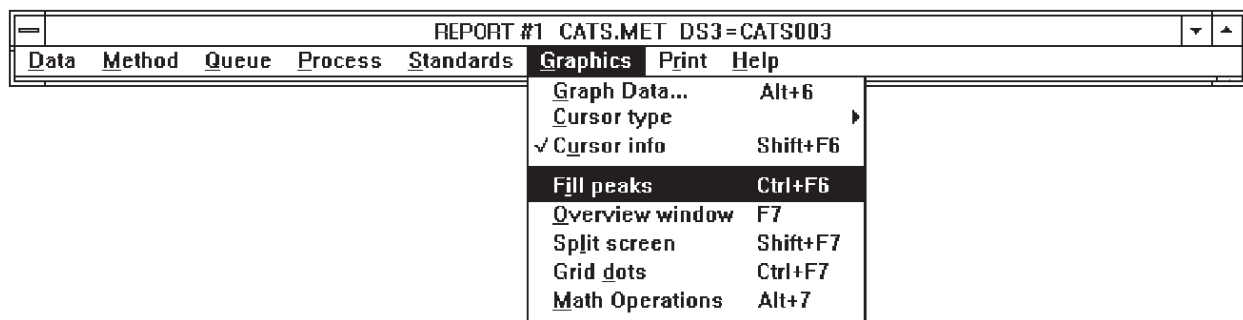 REPORT #1 CATS.MET DS3=CATS003
Data Method Queue Process Standards Graphics Print Help
Graph Data... Alt+6
Cursor type
√ Cursor info Shift+F6
Fill peaks Ctrl+F6
Overview window F7
Split screen Shift+F7
Grid dots Ctrl+F7
Math Operations Alt+7